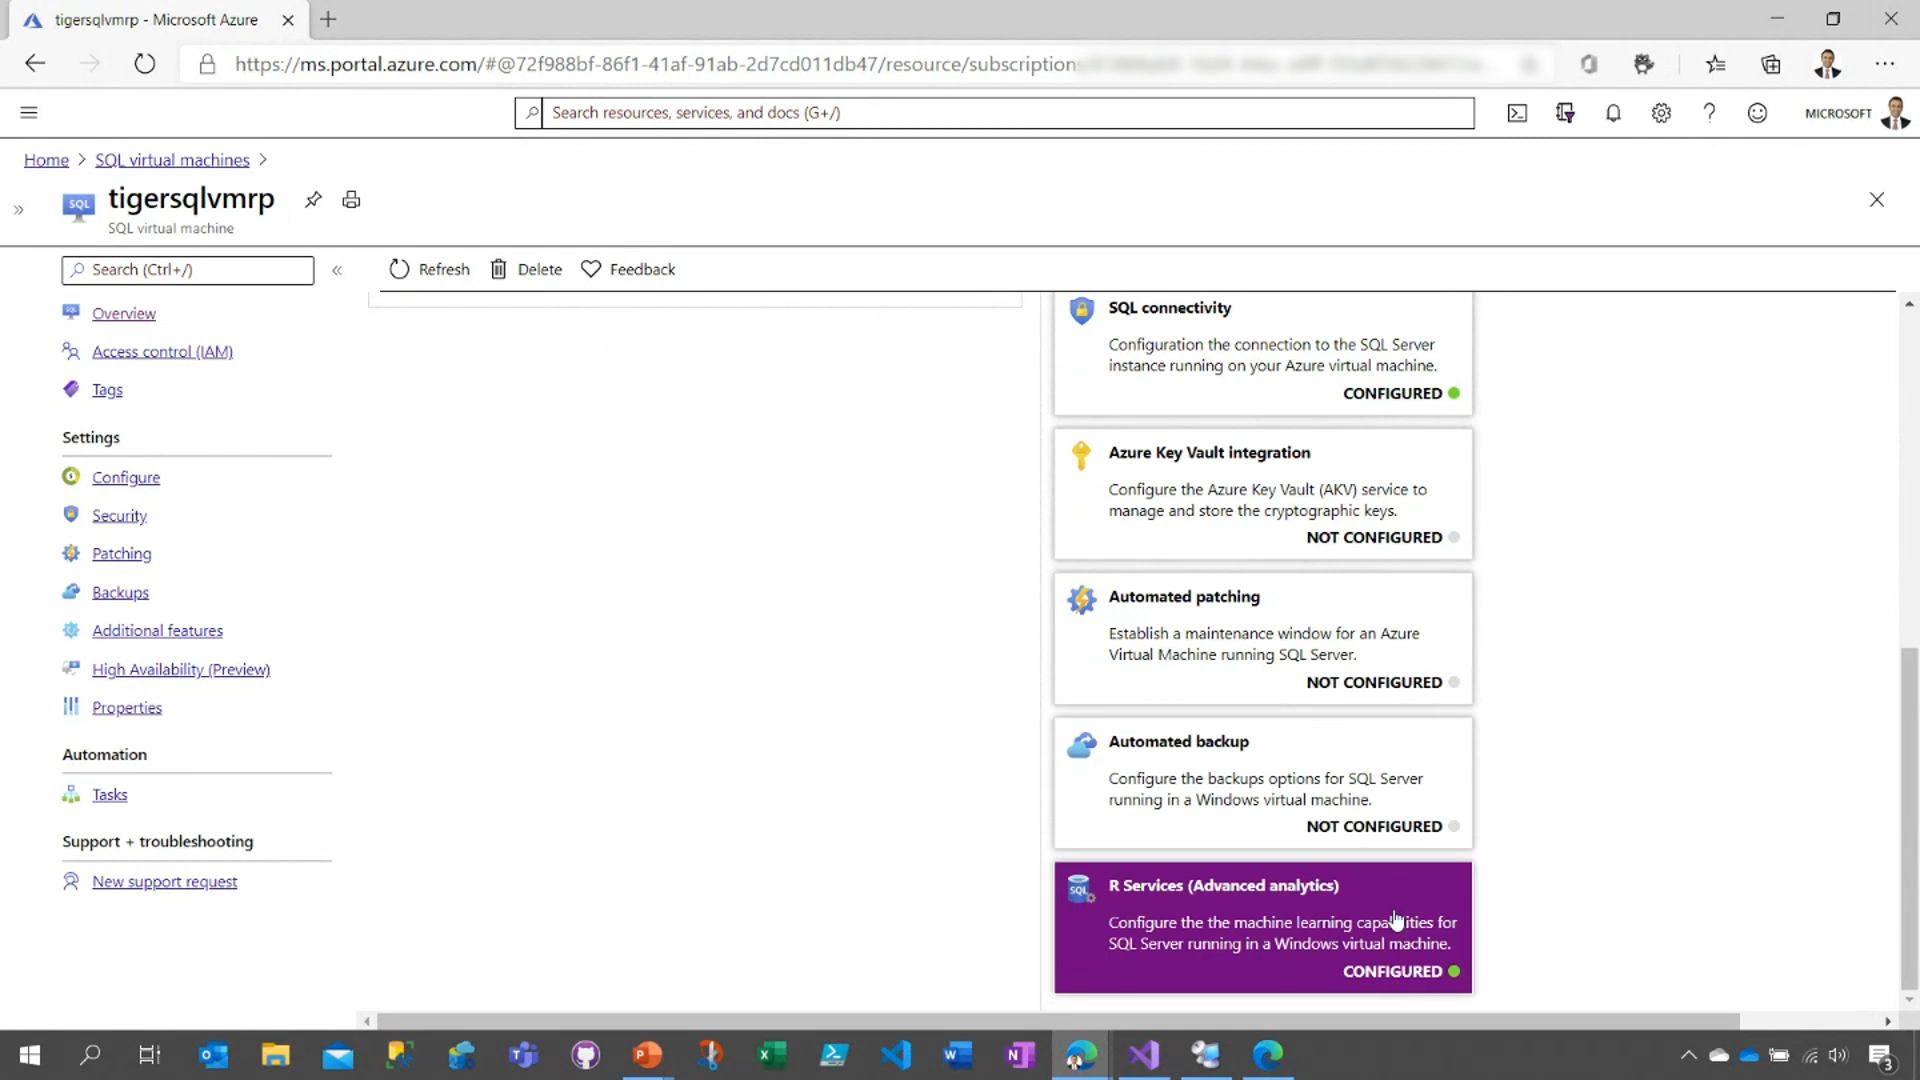 tigersqlvmrp - Microsoft Azure
https://ms.portal.azure.com/#@72f988bf-86f1-41af-91ab-2d7cd011db47/resource/subscription
Search resources, services, and docs (G+/)
MICROSOFT
Home > SQL virtual machines >
SQL
tigersqlvmrp
SQL virtual machine
Search (Ctrl+/)
Refresh
Delete
Feedback
Overview
Access control (IAM)
Tags
Settings
Configure
Security
Patching
Backups
Additional features
High Availability (Preview)
Properties
Automation
Tasks
Support + troubleshooting
New support request
SQL connectivity
Configuration the connection to the SQL Server
instance running on your Azure virtual machine.
CONFIGURED
Azure Key Vault integration
Configure the Azure Key Vault (AKV) service to
manage and store the cryptographic keys.
NOT CONFIGURED
Automated patching
Establish a maintenance window for an Azure
Virtual Machine running SQL Server.
NOT CONFIGURED
Automated backup
Configure the backups options for SQL Server
running in a Windows virtual machine.
NOT CONFIGURED
SQL
R Services (Advanced analytics)
Configure the the machine learning capabilities for
SQL Server running in a Windows virtual machine.
CONFIGURED
3